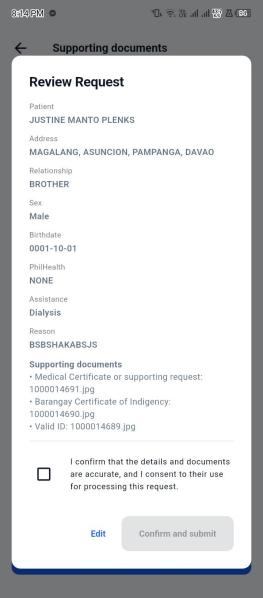 8:14 PM
86
Supporting documents
Review Request
Patient
JUSTINE MANTO PLENKS
Address
MAGALANG, ASUNCION, PAMPANGA, DAVAO
Relationship
BROTHER
Sex
Male
Birthdate
0001-10-01
PhilHealth
NONE
Assistance
Dialysis
Reason
BSBSHAKABSJS
Supporting documents
• Medical Certificate or supporting request:
1000014691.jpg
• Barangay Certificate of Indigency:
1000014690.jpg
• Valid ID: 1000014689.jpg
I confirm that the details and documents
are accurate, and I consent to their use
for processing this request.
Edit
Confirm and submit